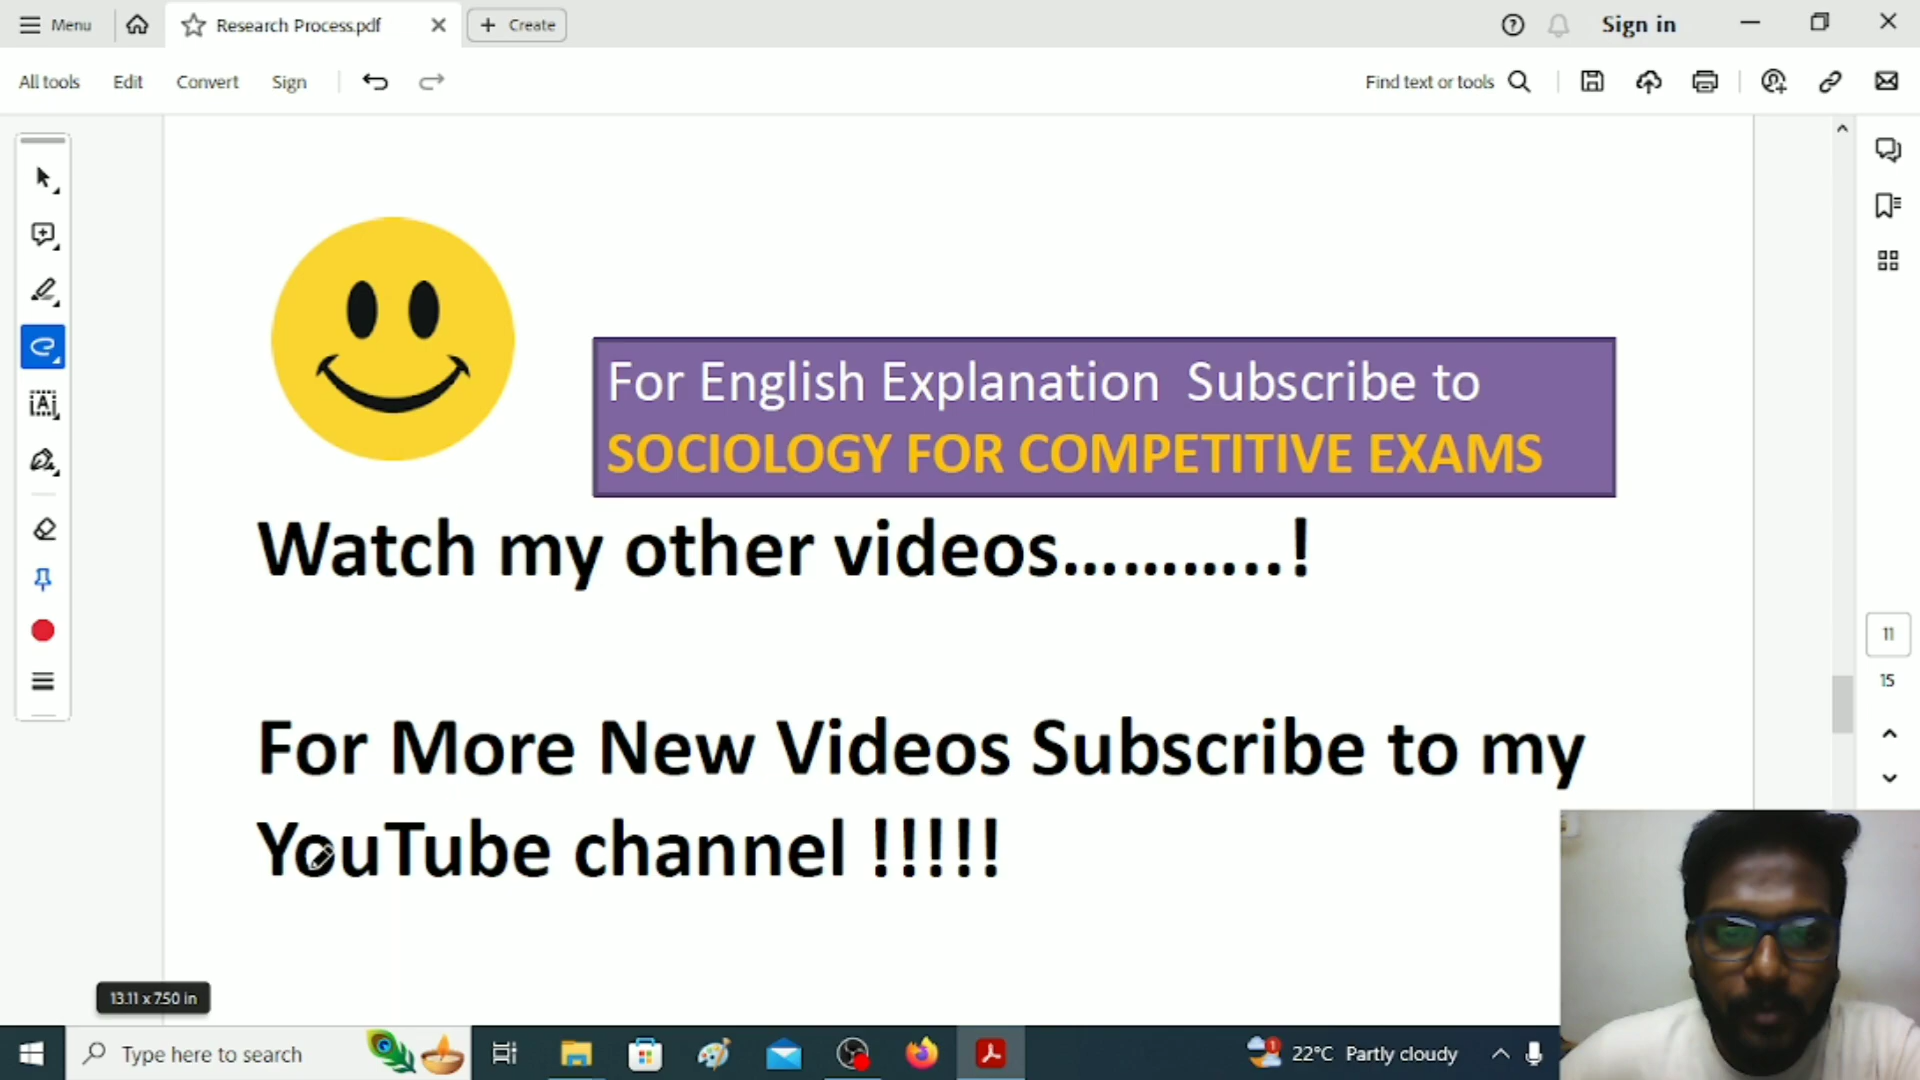 Menu
Research Process.pdf
Create
Sign in
All tools
Edit
Convert
Sign
Find text or tools
For English Explanation Subscribe to
SOCIOLOGY FOR COMPETITIVE EXAMS
Watch my other videos………..!
For More New Videos Subscribe to my
YouTube channel !!!!!
11
15
13.11 x 7.50 in
Type here to search
1
22°C Partly cloudy